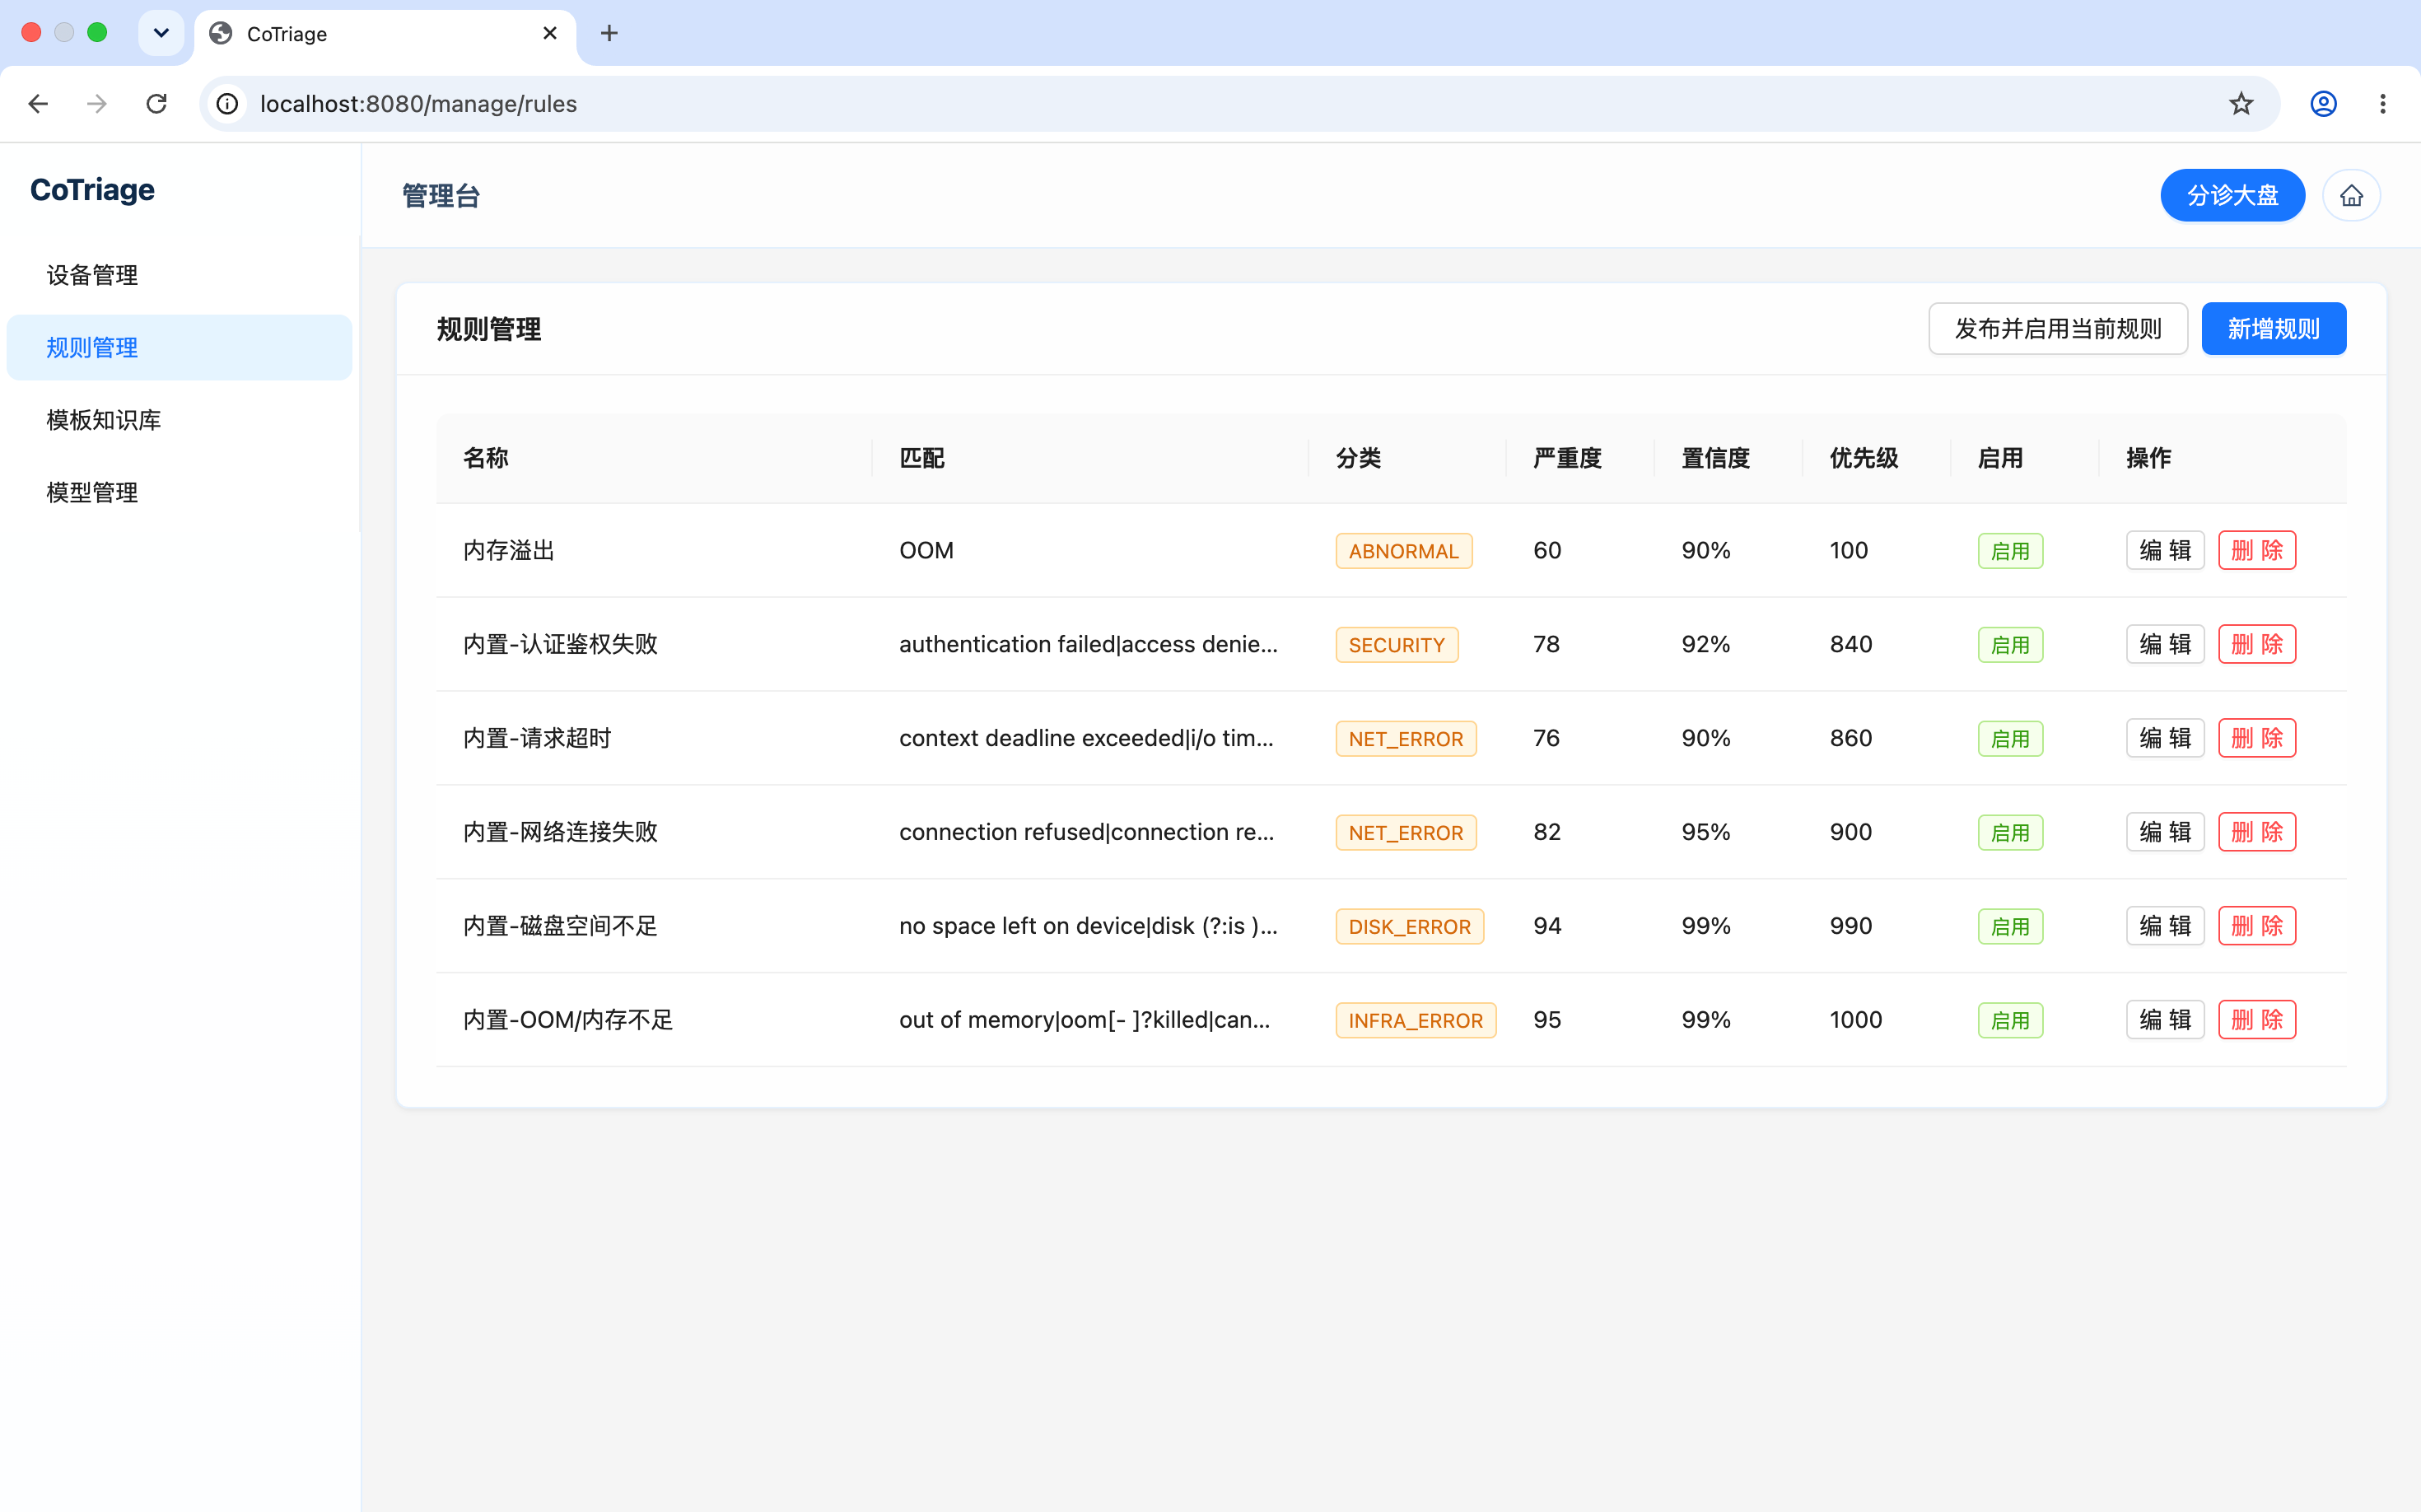 CoTriage
localhost:8080/manage/rules
CoTriage
设备管理
规则管理
模板知识库
模型管理
管理台
分诊大盘
规则管理
发布并启用当前规则 新增规则
名称 匹配 分类 严重度 置信度 优先级 启用 操作
内存溢出 OOM ABNORMAL 60 90% 100 启用 编 辑 删 除
内置-认证鉴权失败 authentication failed|access denie... SECURITY 78 92% 840 启用 编 辑 删 除
内置-请求超时 context deadline exceeded|i/o tim... NET_ERROR 76 90% 860 启用 编 辑 删 除
内置-网络连接失败 connection refused|connection re... NET_ERROR 82 95% 900 启用 编 辑 删 除
内置-磁盘空间不足 no space left on device|disk (?:is )... DISK_ERROR 94 99% 990 启用 编 辑 删 除
内置-OOM/内存不足 out of memory|oom[- ]?killed|can... INFRA_ERROR 95 99% 1000 启用 编 辑 删 除